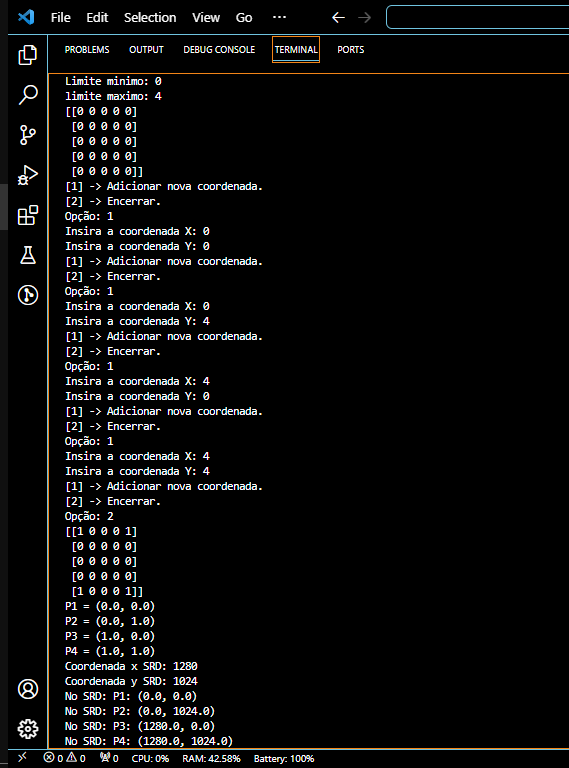 File Edit Selection View Go ···
PROBLEMS OUTPUT DEBUG CONSOLE TERMINAL PORTS
Limite minimo: 0
limite maximo: 4
[[0 0 0 0 0]
 [0 0 0 0 0]
 [0 0 0 0 0]
 [0 0 0 0 0]
 [0 0 0 0 0]]
[1] -> Adicionar nova coordenada.
[2] -> Encerrar.
Opção: 1
Insira a coordenada X: 0
Insira a coordenada Y: 0
[1] -> Adicionar nova coordenada.
[2] -> Encerrar.
Opção: 1
Insira a coordenada X: 0
Insira a coordenada Y: 4
[1] -> Adicionar nova coordenada.
[2] -> Encerrar.
Opção: 1
Insira a coordenada X: 4
Insira a coordenada Y: 0
[1] -> Adicionar nova coordenada.
[2] -> Encerrar.
Opção: 1
Insira a coordenada X: 4
Insira a coordenada Y: 4
[1] -> Adicionar nova coordenada.
[2] -> Encerrar.
Opção: 2
[[1 0 0 0 1]
 [0 0 0 0 0]
 [0 0 0 0 0]
 [0 0 0 0 0]
 [1 0 0 0 1]]
P1 = (0.0, 0.0)
P2 = (0.0, 1.0)
P3 = (1.0, 0.0)
P4 = (1.0, 1.0)
Coordenada x SRD: 1280
Coordenada y SRD: 1024
No SRD: P1: (0.0, 0.0)
No SRD: P2: (0.0, 1024.0)
No SRD: P3: (1280.0, 0.0)
No SRD: P4: (1280.0, 1024.0)
0 0 0 CPU: 0% RAM: 42.58% Battery: 100%